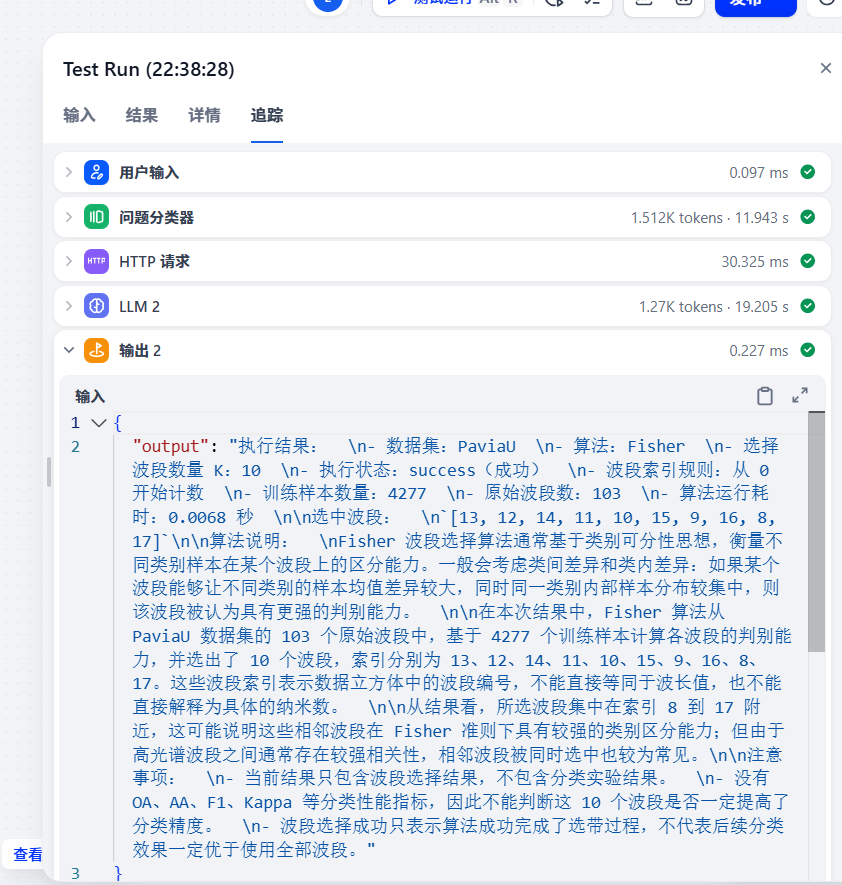 测试运行 Alt R
发布
Test Run (22:38:28)
输入 结果 详情 追踪
用户输入 0.097 ms
问题分类器 1.512K tokens · 11.943 s
HTTP 请求 30.325 ms
LLM 2 1.27K tokens · 19.205 s
输出 2 0.227 ms
输入
1 {
2 "output": "执行结果：  \n- 数据集：PaviaU  \n- 算法：Fisher  \n- 选择
波段数量 K：10  \n- 执行状态：success（成功）  \n- 波段索引规则：从 0
开始计数  \n- 训练样本数量：4277  \n- 原始波段数：103  \n- 算法运行耗
时：0.0068 秒  \n\n选中波段：  \n`[13, 12, 14, 11, 10, 15, 9, 16, 8,
17]`\n\n算法说明：  \nFisher 波段选择算法通常基于类别可分性思想，衡量不
同类别样本在某个波段上的区分能力。一般会考虑类间差异和类内差异：如果某个
波段能够让不同类别的样本均值差异较大，同时同一类别内部样本分布较集中，则
该波段被认为具有更强的判别能力。  \n\n在本次结果中，Fisher 算法从
PaviaU 数据集的 103 个原始波段中，基于 4277 个训练样本计算各波段的判别能
力，并选出了 10 个波段，索引分别为 13、12、14、11、10、15、9、16、8、
17。这些波段索引表示数据立方体中的波段编号，不能直接等同于波长值，也不能
直接解释为具体的纳米数。  \n\n从结果看，所选波段集中在索引 8 到 17 附
近，这可能说明这些相邻波段在 Fisher 准则下具有较强的类别区分能力；但由于
高光谱波段之间通常存在较强相关性，相邻波段被同时选中也较为常见。\n\n注意
事项：  \n- 当前结果只包含波段选择结果，不包含分类实验结果。  \n- 没有
OA、AA、F1、Kappa 等分类性能指标，因此不能判断这 10 个波段是否一定提高了
分类精度。  \n- 波段选择成功只表示算法成功完成了选带过程，不代表后续分类
效果一定优于使用全部波段。"
查看
3 }